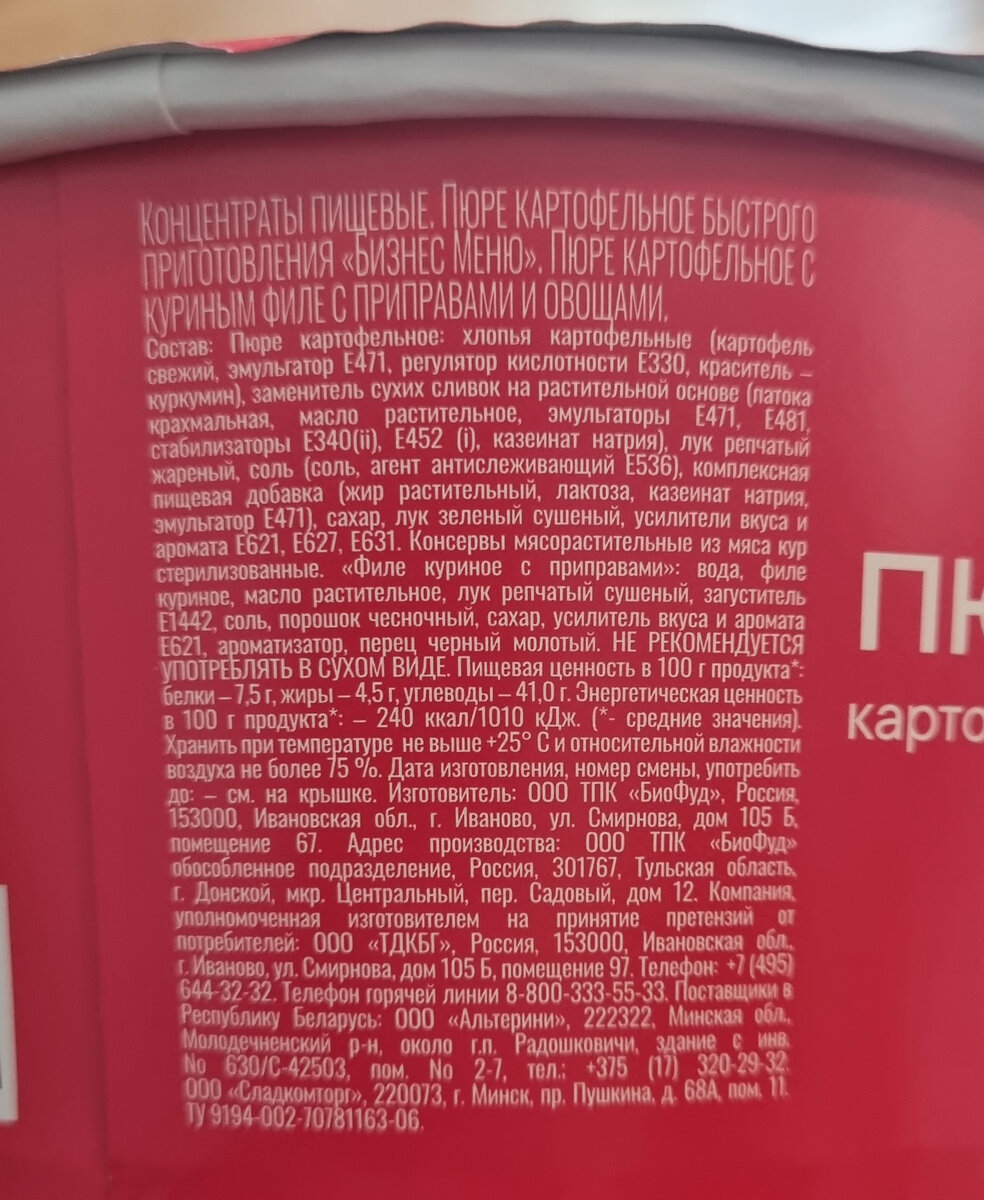 Концентраты пищевые. Пюре картофельное быстрого
приготовления «Бизнес Меню». Пюре картофельное с
куриным филе с приправами и овощами.
Состав: Пюре картофельное: хлопья картофельные (картофель
свежий, эмульгатор Е471, регулятор кислотности Е330, краситель –
куркумин), заменитель сухих сливок на растительной основе (патока
крахмальная, масло растительное, эмульгаторы Е471, Е481,
стабилизаторы Е340(ii), Е452 (i), казеинат натрия), лук репчатый
жареный, соль (соль, агент антислеживающий Е536), комплексная
пищевая добавка (жир растительный, лактоза, казеинат натрия,
эмульгатор Е471), сахар, лук зеленый сушеный, усилители вкуса и
аромата Е621, Е627, Е631. Консервы мясорастительные из мяса кур
стерилизованные. «Филе куриное с приправами»: вода, филе
куриное, масло растительное, лук репчатый сушеный, загуститель
Е1442, соль, порошок чесночный, сахар, усилитель вкуса и аромата
Е621, ароматизатор, перец черный молотый. НЕ РЕКОМЕНДУЕТСЯ
УПОТРЕБЛЯТЬ В СУХОМ ВИДЕ. Пищевая ценность в 100 г продукта*:
белки – 7,5 г, жиры – 4,5 г, углеводы – 41,0 г. Энергетическая ценность
в 100 г продукта*: – 240 ккал/1010 кДж. (*- средние значения).
Хранить при температуре не выше +25° С и относительной влажности
воздуха не более 75 %. Дата изготовления, номер смены, употребить
до: – см. на крышке. Изготовитель: ООО ТПК «БиоФуд», Россия,
153000, Ивановская обл., г. Иваново, ул. Смирнова, дом 105 Б,
помещение 67. Адрес производства: ООО ТПК «БиоФуд»
обособленное подразделение, Россия, 301767, Тульская область,
г. Донской, мкр. Центральный, пер. Садовый, дом 12. Компания,
уполномоченная изготовителем на принятие претензий от
потребителей: ООО «ТДКБГ», Россия, 153000, Ивановская обл.,
г. Иваново, ул. Смирнова, дом 105 Б, помещение 97. Телефон: +7 (495)
644-32-32. Телефон горячей линии 8-800-333-55-33. Поставщики в
Республику Беларусь: ООО «Альтерини», 222322, Минская обл.,
Молодечненский р-н, около г.п. Радошковичи, здание с инв.
No 630/С-42503, пом. No 2-7, тел.: +375 (17) 320-29-32.
ООО «Сладкомторг», 220073, г. Минск, пр. Пушкина, д. 68А, пом. 11.
ТУ 9194-002-70781163-06.
карто